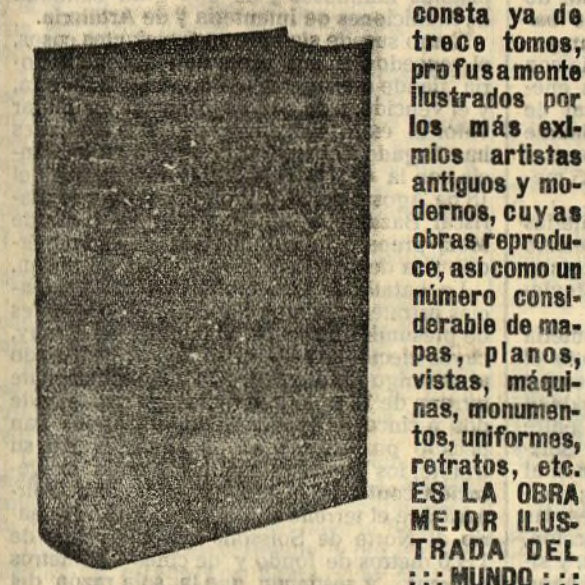 consta ya de
trece tomos,
profusamente
ilustrados por
los más exi-
mios artistas
antiguos y mo-
dernos, cuyas
obras reprodu-
ce, así como un
número consi-
derable de ma-
pas, planos,
vistas, máqui-
nas, monumen-
tos, uniformes,
retratos, etc.
ES LA OBRA
MEJOR ILUS-
TRADA DEL
::: MUNDO :::